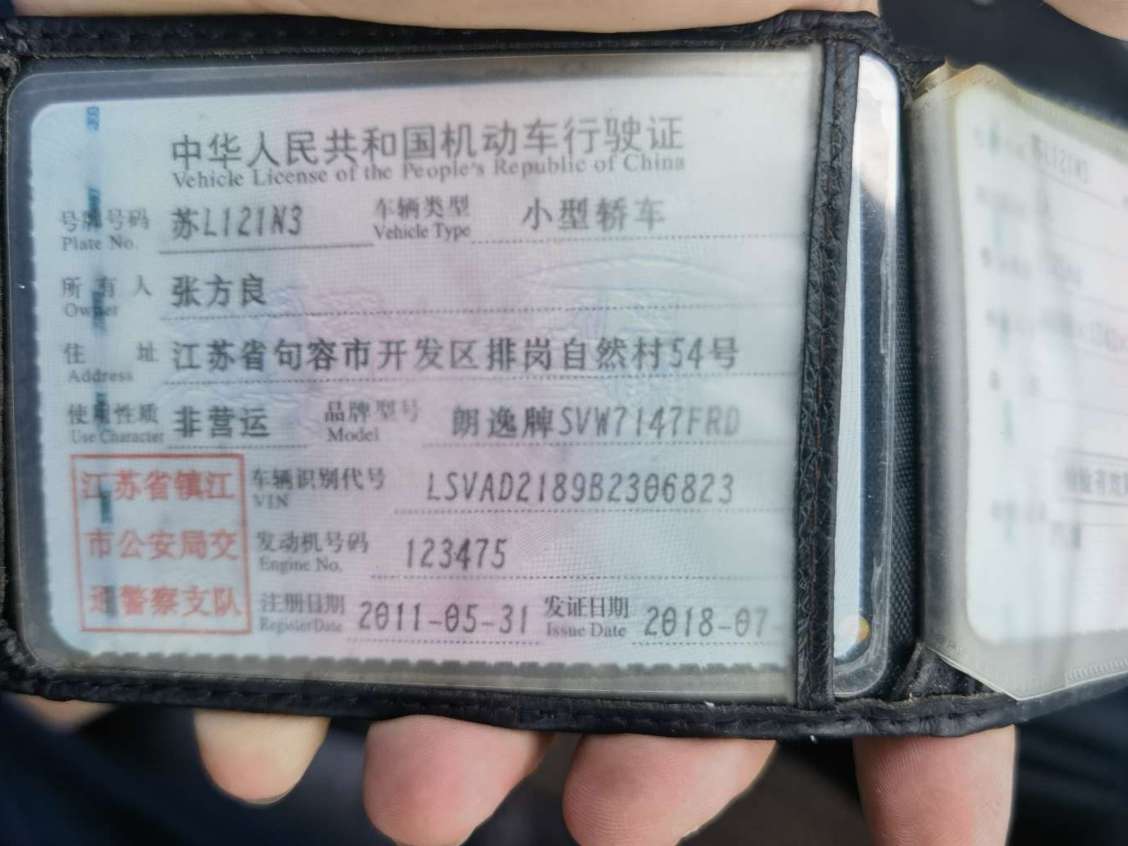 中华人民共和国机动车行驶证
Vehicle License of the People's Republic of China
号牌号码 苏L121N3 车辆类型 小型轿车
Plate No. Vehicle Type
所有人 张方良
Owner
住址 江苏省句容市开发区排岗自然村54号
Address
使用性质 非营运 品牌型号 朗逸牌SVW7147FRD
Use Character Model
江苏省镇江
市公安局交
通警察支队
车辆识别代号 LSVAD2189B2306823
VIN
发动机号码 123475
Engine No.
注册日期 2011-05-31 发证日期 2018-07-
Register Date Issue Date